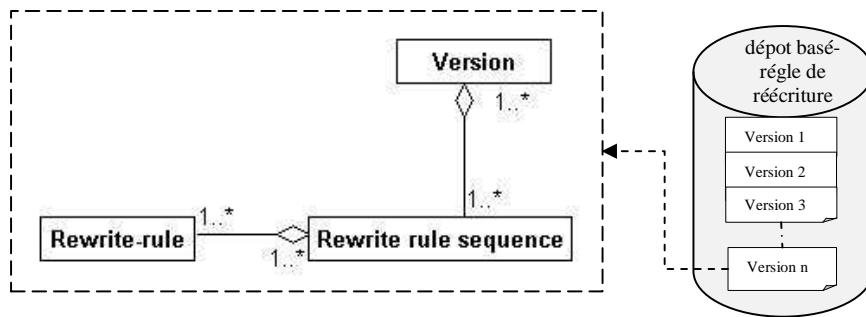 Version
1..*
1..*
1..*
Rewrite-rule
Rewrite rule sequence
1..*
dépot basé-
régle de
réécriture
Version 1
Version 2
Version 3
Version n